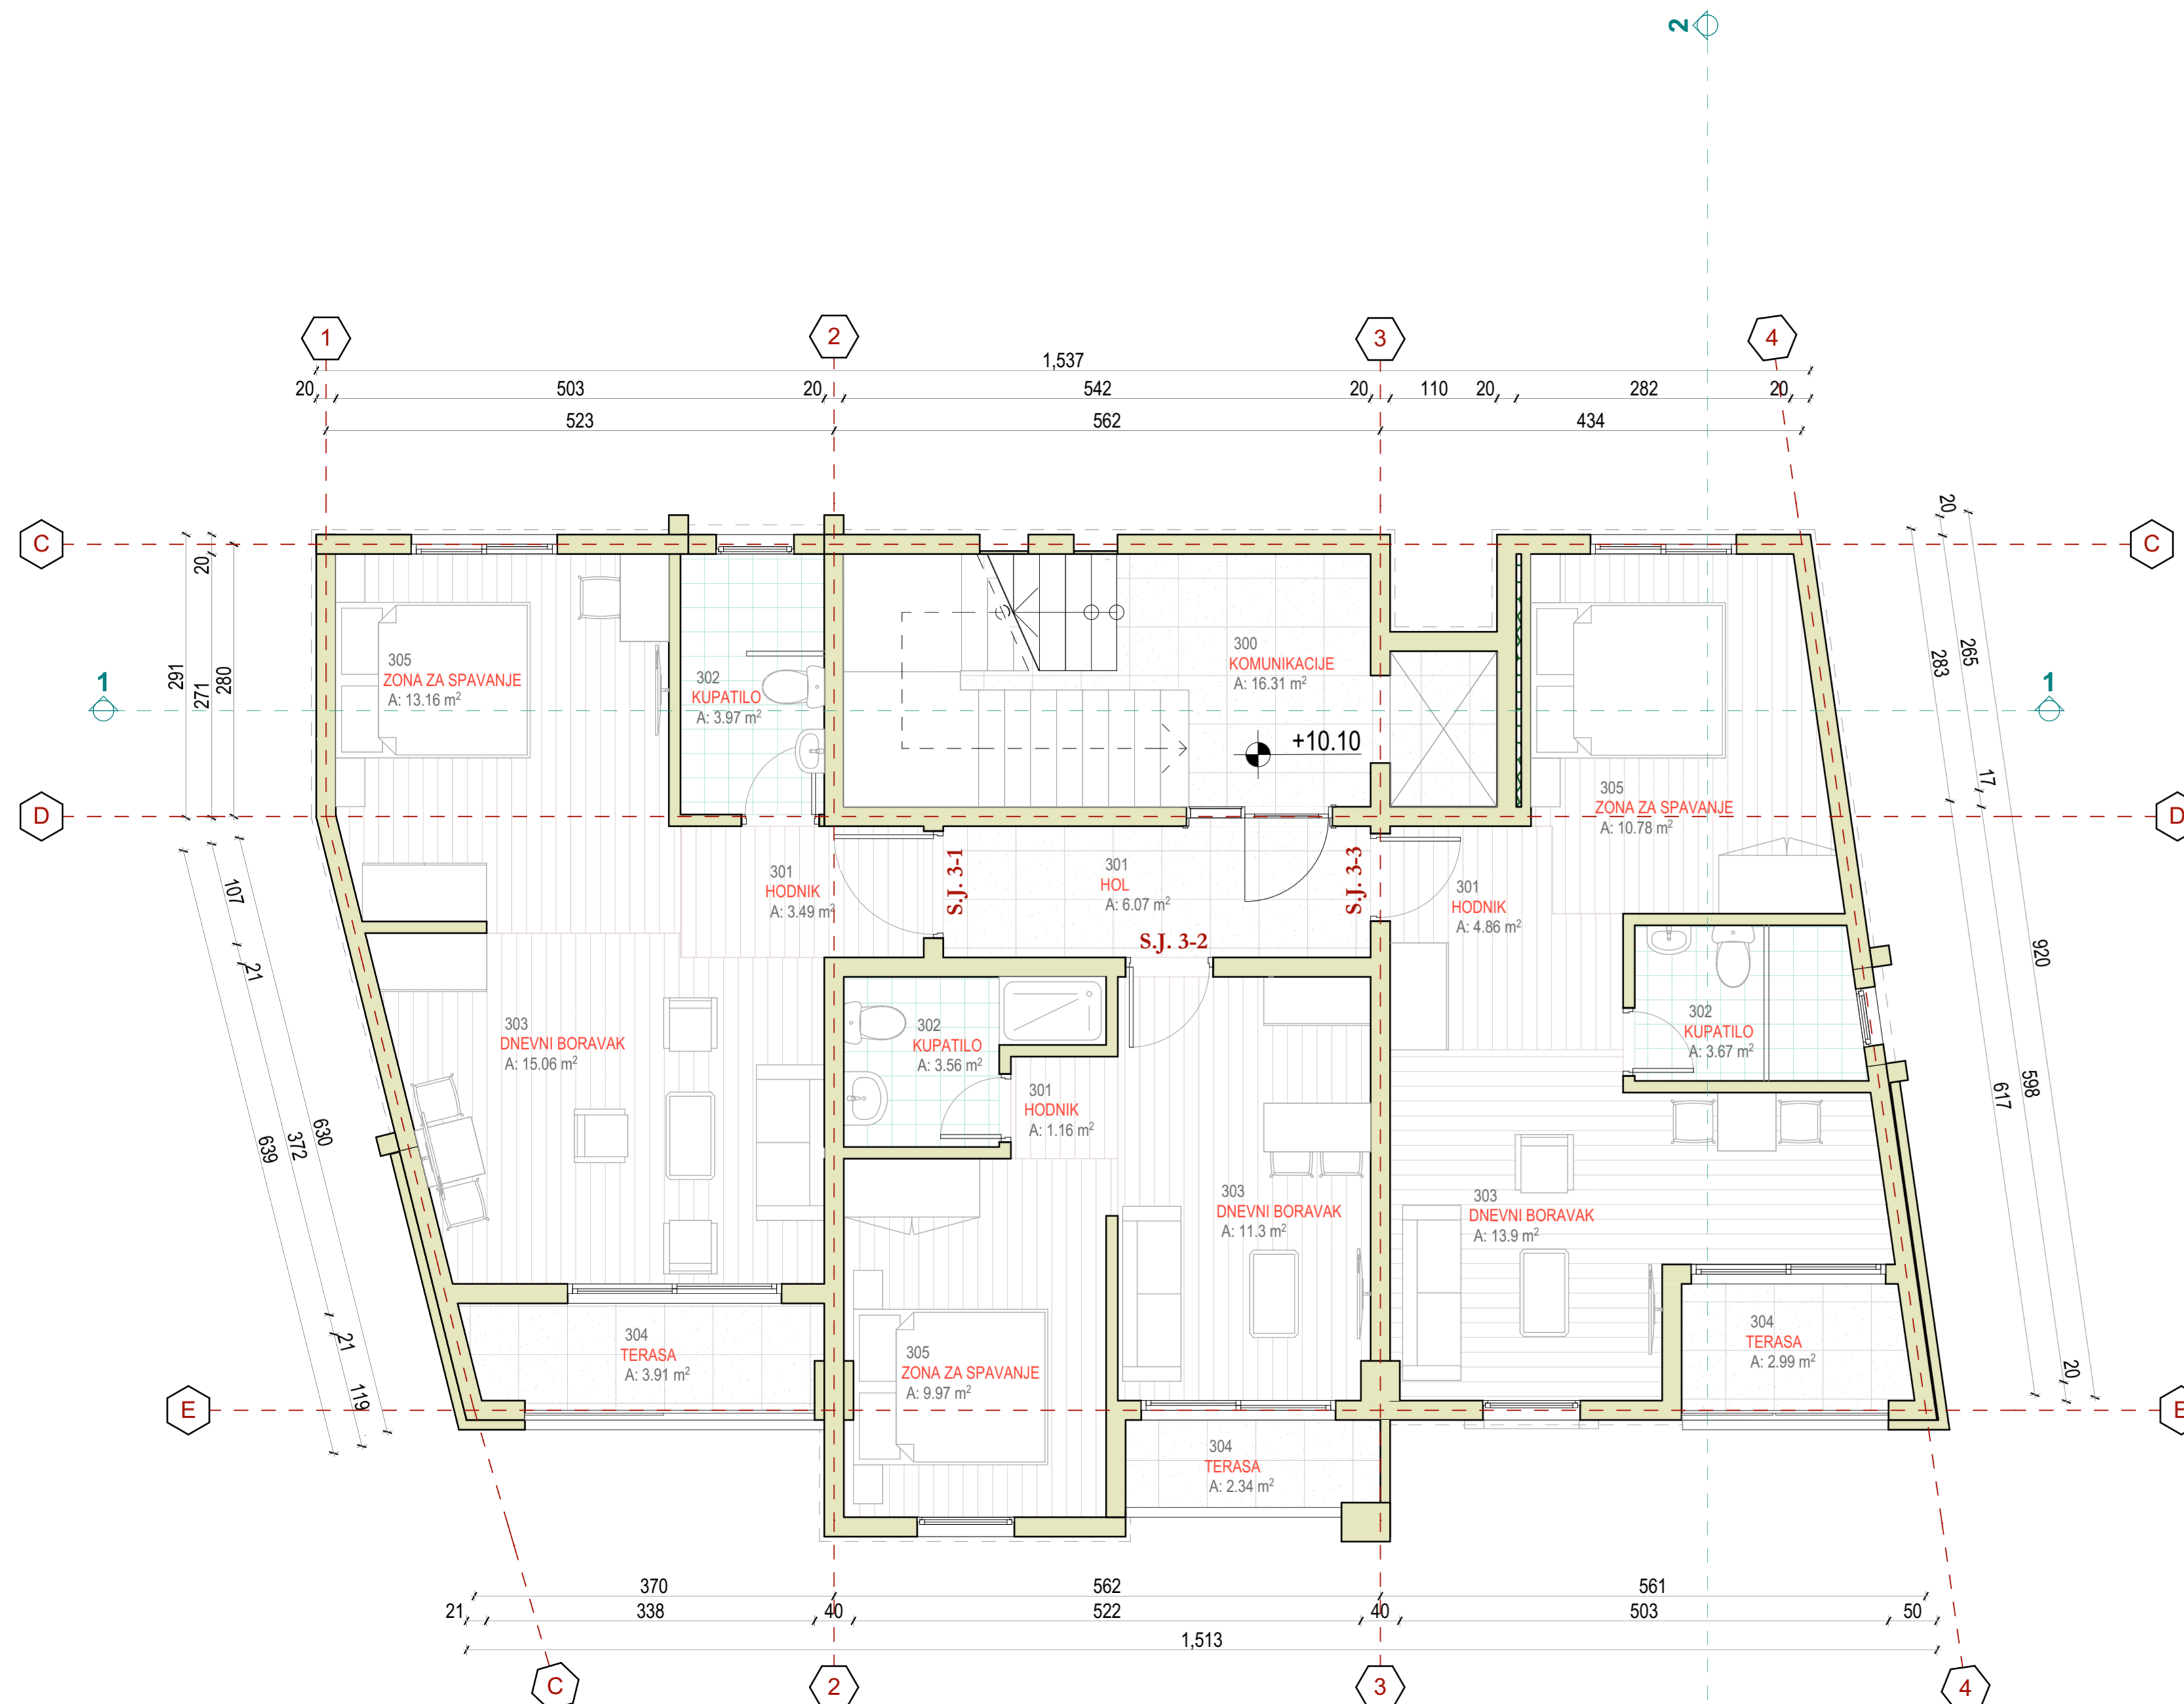 2
1
2
3
4
1,537
20
503
20
542
20
110
20
282
20
523
562
434
C
C
291
20
271
280
20
265
283
305
ZONA ZA SPAVANJE
A: 13.16 m²
302
KUPATILO
A: 3.97 m²
300
KOMUNIKACIJE
A: 16.31 m²
+10.10
1
1
305
ZONA ZA SPAVANJE
A: 10.78 m²
17
D
D
107
21
301
HODNIK
A: 3.49 m²
S.J. 3-1
301
HOL
A: 6.07 m²
S.J. 3-3
S.J. 3-2
301
HODNIK
A: 4.86 m²
920
598
617
303
DNEVNI BORAVAK
A: 15.06 m²
302
KUPATILO
A: 3.56 m²
301
HODNIK
A: 1.16 m²
302
KUPATILO
A: 3.67 m²
630
372
639
303
DNEVNI BORAVAK
A: 11.3 m²
303
DNEVNI BORAVAK
A: 13.9 m²
304
TERASA
A: 3.91 m²
305
ZONA ZA SPAVANJE
A: 9.97 m²
304
TERASA
A: 2.99 m²
21
119
20
E
E
304
TERASA
A: 2.34 m²
370
562
561
21
338
40
522
40
503
50
1,513
C
2
3
4